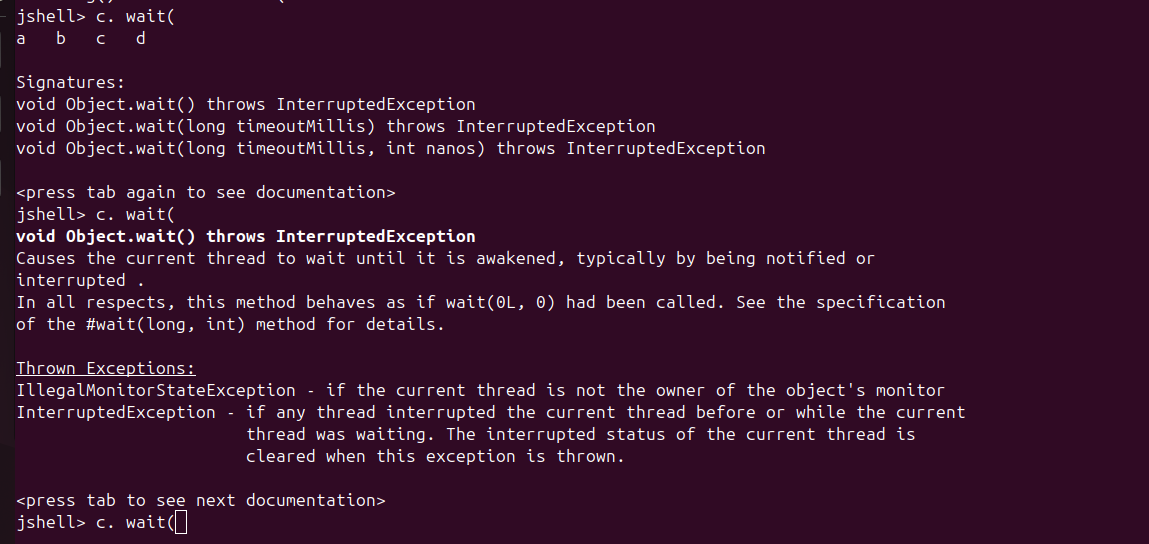 jshell> c. wait(
a   b   c   d
Signatures:
void Object.wait() throws InterruptedException
void Object.wait(long timeoutMillis) throws InterruptedException
void Object.wait(long timeoutMillis, int nanos) throws InterruptedException
<press tab again to see documentation>
jshell> c. wait(
void Object.wait() throws InterruptedException
Causes the current thread to wait until it is awakened, typically by being notified or
interrupted .
In all respects, this method behaves as if wait(0L, 0) had been called. See the specification
of the #wait(long, int) method for details.
Thrown Exceptions:
IllegalMonitorStateException - if the current thread is not the owner of the object's monitor
InterruptedException - if any thread interrupted the current thread before or while the current
thread was waiting. The interrupted status of the current thread is
cleared when this exception is thrown.
<press tab to see next documentation>
jshell> c. wait(